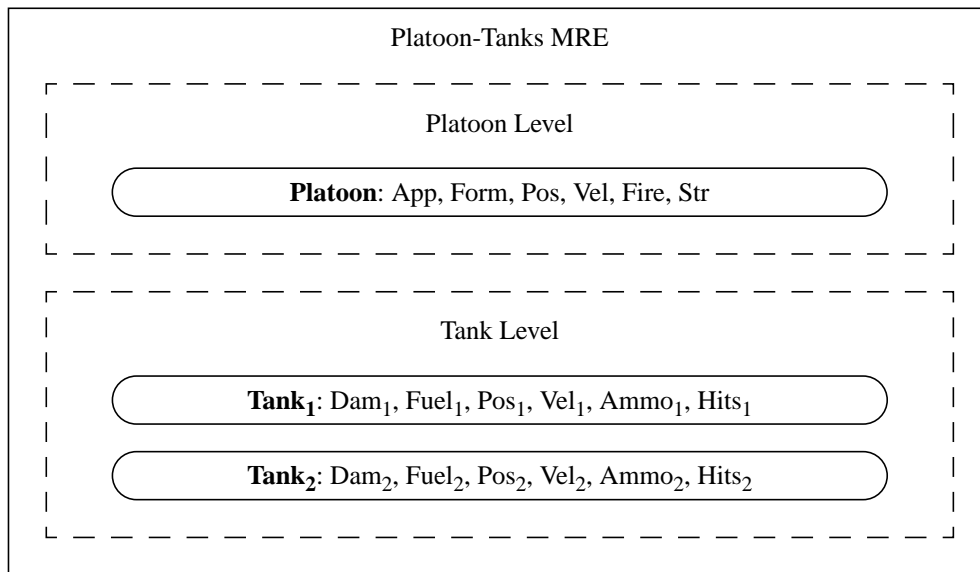 Platoon-Tanks MRE
Platoon Level
Platoon: App, Form, Pos, Vel, Fire, Str
Tank Level
Tank₁: Dam₁, Fuel₁, Pos₁, Vel₁, Ammo₁, Hits₁
Tank₂: Dam₂, Fuel₂, Pos₂, Vel₂, Ammo₂, Hits₂